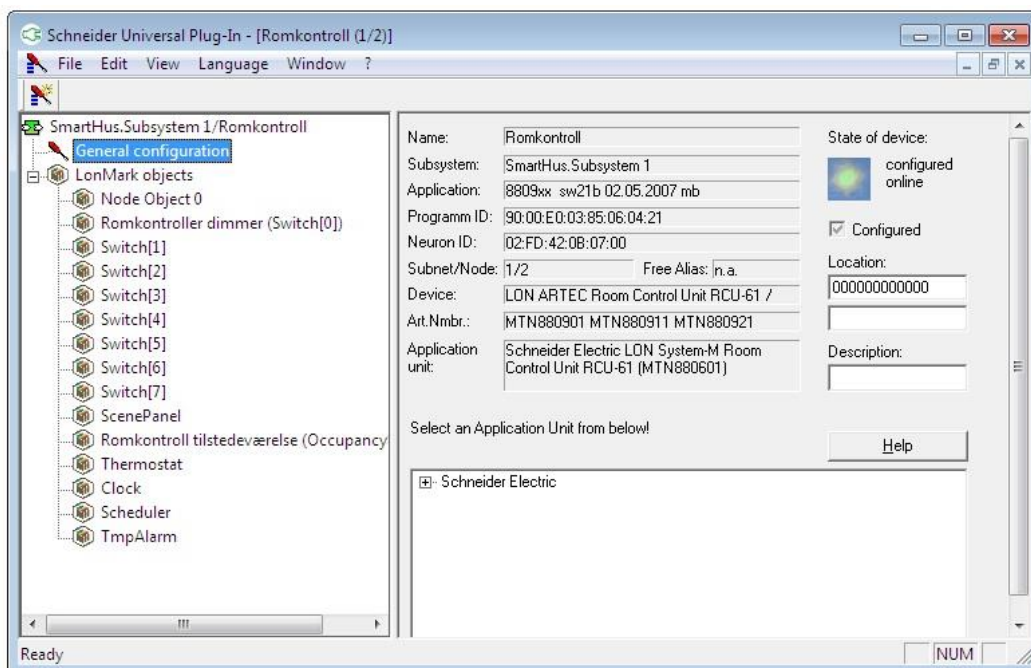 Schneider Universal Plug-In - [Romkontroll (1/2)]
File Edit View Language Window ?
SmartHus.Subsystem 1/Romkontroll
General configuration
LonMark objects
Node Object 0
Romkontroller dimmer (Switch[0])
Switch[1]
Switch[2]
Switch[3]
Switch[4]
Switch[5]
Switch[6]
Switch[7]
ScenePanel
Romkontroll tilstedeværelse (Occupancy
Thermostat
Clock
Scheduler
TmpAlarm
Name: Romkontroll
Subsystem: SmartHus.Subsystem 1
Application: 8809xx sw21b 02.05.2007 mb
Programm ID: 90:00:E0:03:85:06:04:21
Neuron ID: 02:FD:42:0B:07:00
Subnet/Node: 1/2 Free Alias: n.a.
Device: LON ARTEC Room Control Unit RCU-61 /
Art.Nmbr.: MTN880901 MTN880911 MTN880921
Application unit: Schneider Electric LON System-M Room
Control Unit RCU-61 (MTN880601)
State of device:
configured
online
Configured
Location:
000000000000
Description:
Select an Application Unit from below!
Help
Schneider Electric
Ready NUM